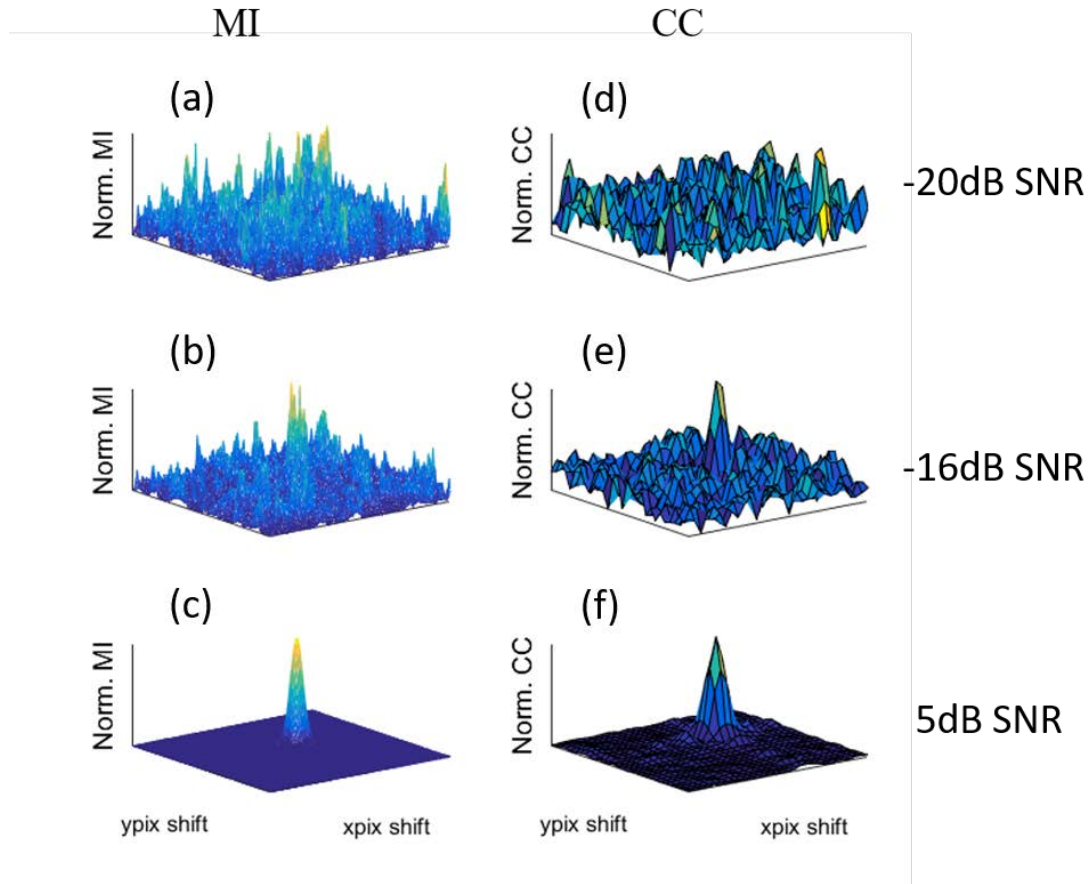 MI CC
(a) (d)
Norm. MI Norm. CC -20dB SNR
(b) (e)
Norm. MI Norm. CC -16dB SNR
(c) (f)
Norm. MI Norm. CC 5dB SNR
ypix shift xpix shift ypix shift xpix shift